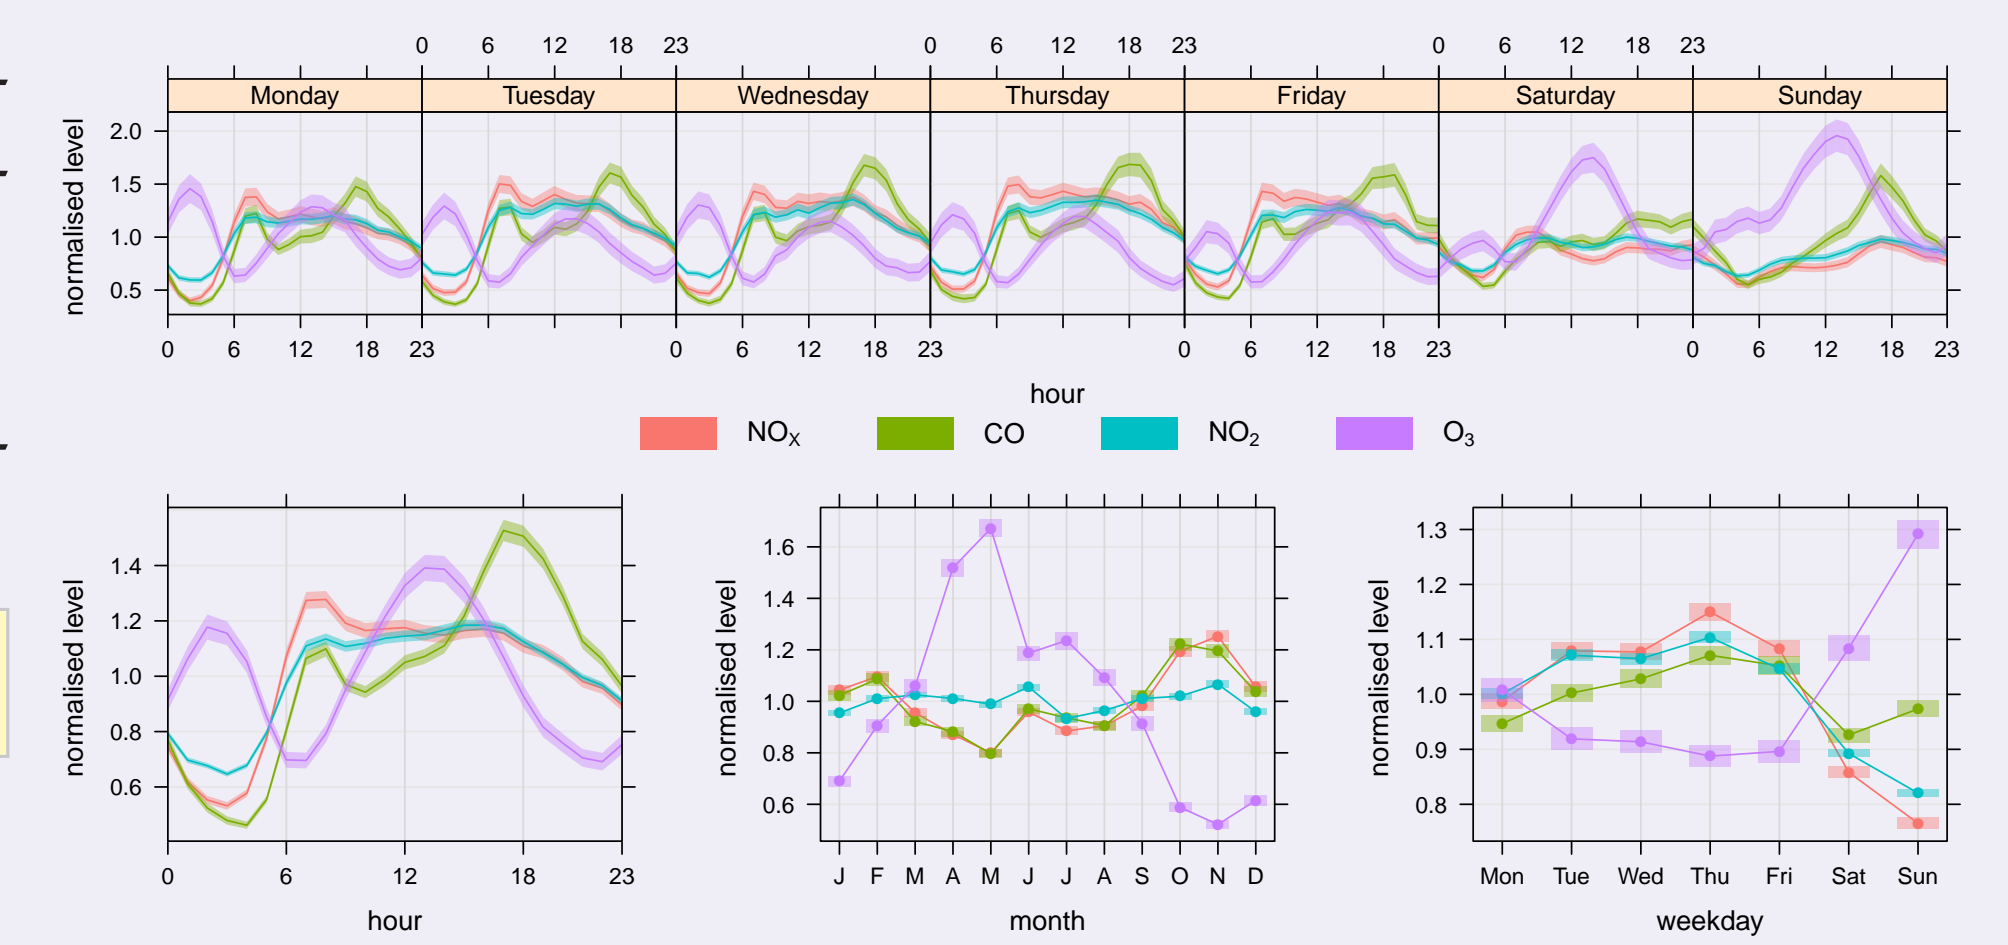 0 6 12 18 23 0 6 12 18 23 0 6 12 18 23
Monday Tuesday Wednesday Thursday Friday Saturday Sunday
normalised level
2.0
1.5
1.0
0.5
0 6 12 18 23 0 6 12 18 23 0 6 12 18 23 0 6 12 18 23
hour
NOX CO NO2 O3
normalised level
1.4
1.2
1.0
0.8
0.6
0 6 12 18 23
hour
normalised level
1.6
1.4
1.2
1.0
0.8
0.6
J F M A M J J A S O N D
month
normalised level
1.3
1.2
1.1
1.0
0.9
0.8
Mon Tue Wed Thu Fri Sat Sun
weekday